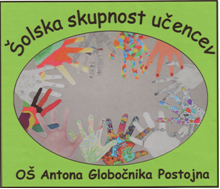 Šolska skupnost učencev
OŠ Antona Globočnika Postojna